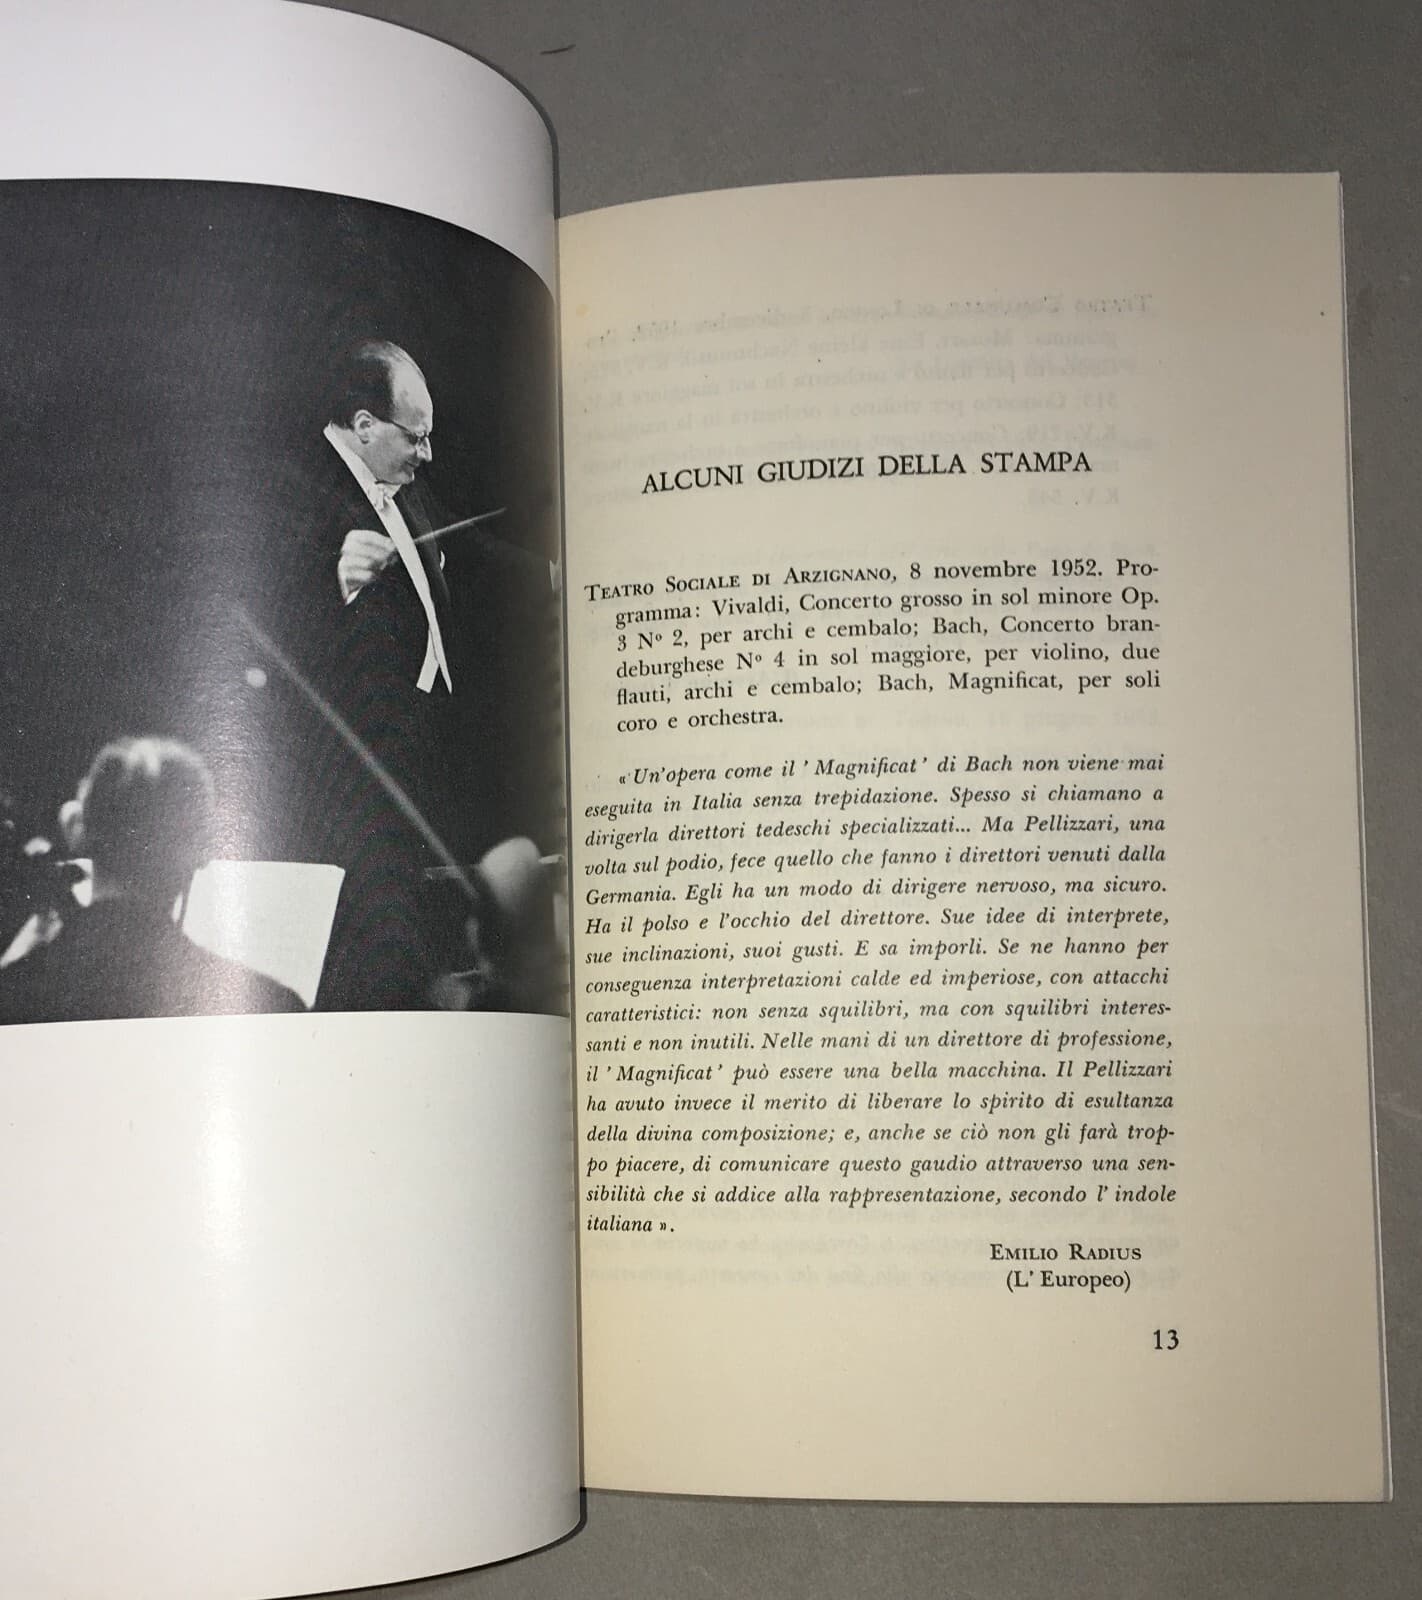 ALCUNI GIUDIZI DELLA STAMPA
TEATRO SOCIALE DI ARZIGNANO, 8 novembre 1952. Pro-
gramma: Vivaldi, Concerto grosso in sol minore Op.
3 Nº 2, per archi e cembalo; Bach, Concerto bran-
deburghese Nº 4 in sol maggiore, per violino, due
flauti, archi e cembalo; Bach, Magnificat, per soli
coro e orchestra.
« Un'opera come il ' Magnificat ' di Bach non viene mai
eseguita in Italia senza trepidazione. Spesso si chiamano a
dirigerla direttori tedeschi specializzati... Ma Pellizzari, una
volta sul podio, fece quello che fanno i direttori venuti dalla
Germania. Egli ha un modo di dirigere nervoso, ma sicuro.
Ha il polso e l'occhio del direttore. Sue idee di interprete,
sue inclinazioni, suoi gusti. E sa imporli. Se ne hanno per
conseguenza interpretazioni calde ed imperiose, con attacchi
caratteristici: non senza squilibri, ma con squilibri interes-
santi e non inutili. Nelle mani di un direttore di professione,
il ' Magnificat ' può essere una bella macchina. Il Pellizzari
ha avuto invece il merito di liberare lo spirito di esultanza
della divina composizione; e, anche se ciò non gli farà trop-
po piacere, di comunicare questo gaudio attraverso una sen-
sibilità che si addice alla rappresentazione, secondo l' indole
italiana ».
EMILIO RADIUS
(L' Europeo)
13